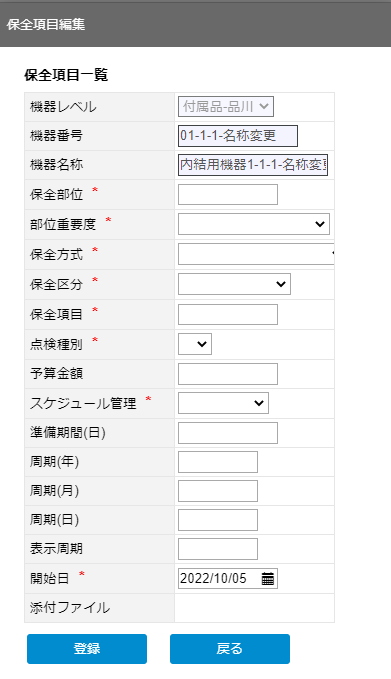 保全項目編集
保全項目一覧
機器レベル 付属品-品川
機器番号 01-1-1-名称変更
機器名称 内結用機器1-1-1-名称変
保全部位 *
部位重要度 *
保全方式 *
保全区分 *
保全項目 *
点検種別 *
予算金額
スケジュール管理 *
準備期間(日)
周期(年)
周期(月)
周期(日)
表示周期
開始日 * 2022/10/05
添付ファイル
登録 戻る